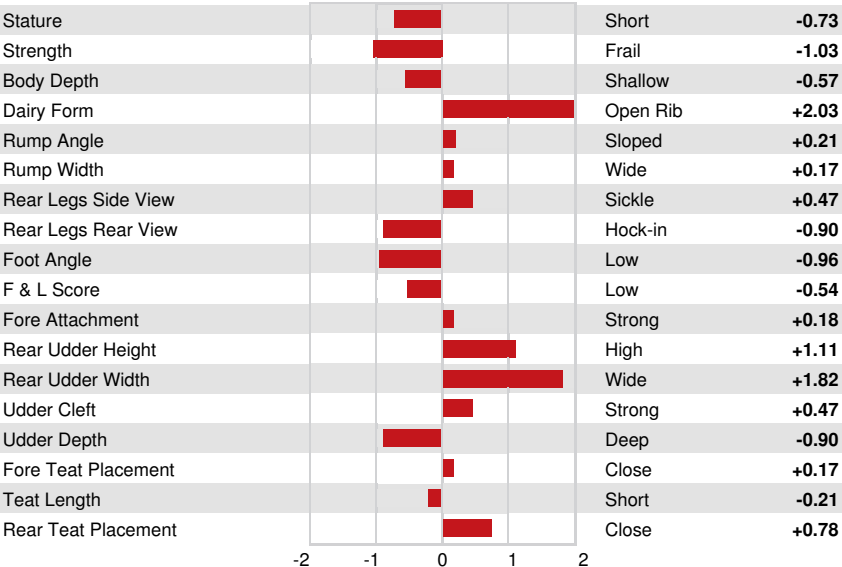 Stature Short -0.73
Strength Frail -1.03
Body Depth Shallow -0.57
Dairy Form Open Rib +2.03
Rump Angle Sloped +0.21
Rump Width Wide +0.17
Rear Legs Side View Sickle +0.47
Rear Legs Rear View Hock-in -0.90
Foot Angle Low -0.96
F & L Score Low -0.54
Fore Attachment Strong +0.18
Rear Udder Height High +1.11
Rear Udder Width Wide +1.82
Udder Cleft Strong +0.47
Udder Depth Deep -0.90
Fore Teat Placement Close +0.17
Teat Length Short -0.21
Rear Teat Placement Close +0.78
-2 -1 0 1 2